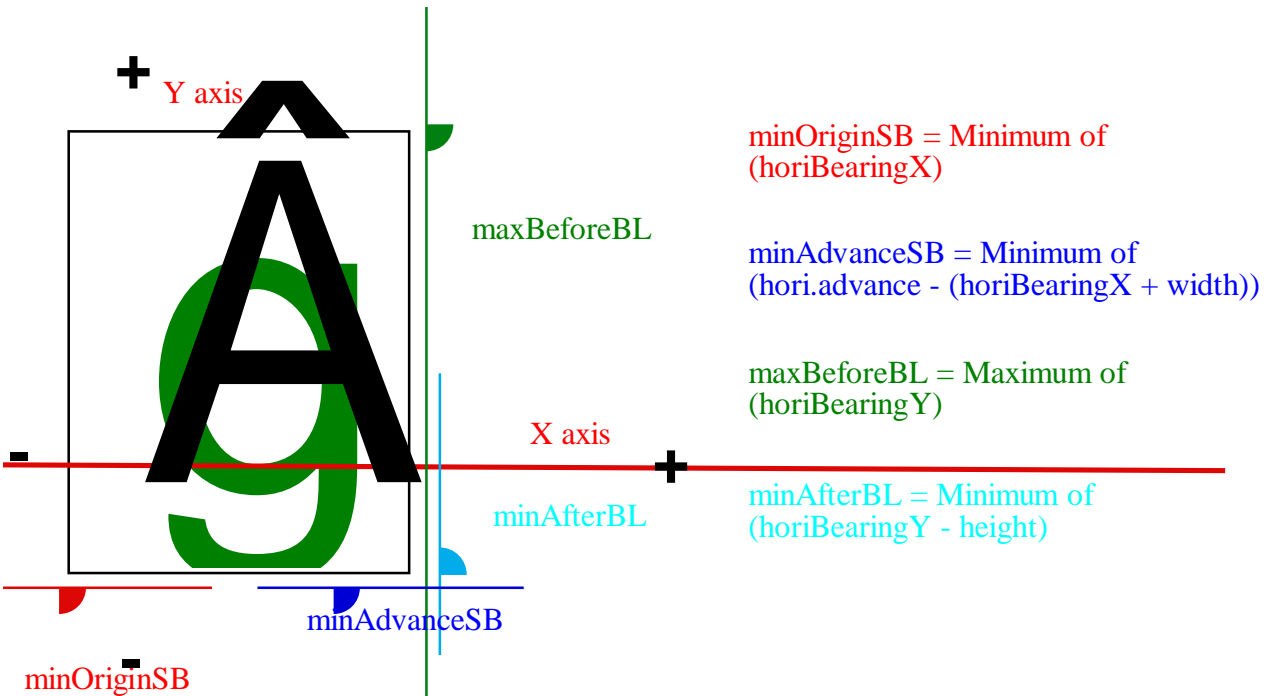 +
Y axis
Â
g
minOriginSB = Minimum of
(horiBearingX)
maxBeforeBL
minAdvanceSB = Minimum of
(hori.advance - (horiBearingX + width))
maxBeforeBL = Maximum of
(horiBearingY)
X axis
-
+
minAfterBL
minAfterBL = Minimum of
(horiBearingY - height)
minAdvanceSB
-
minOriginSB